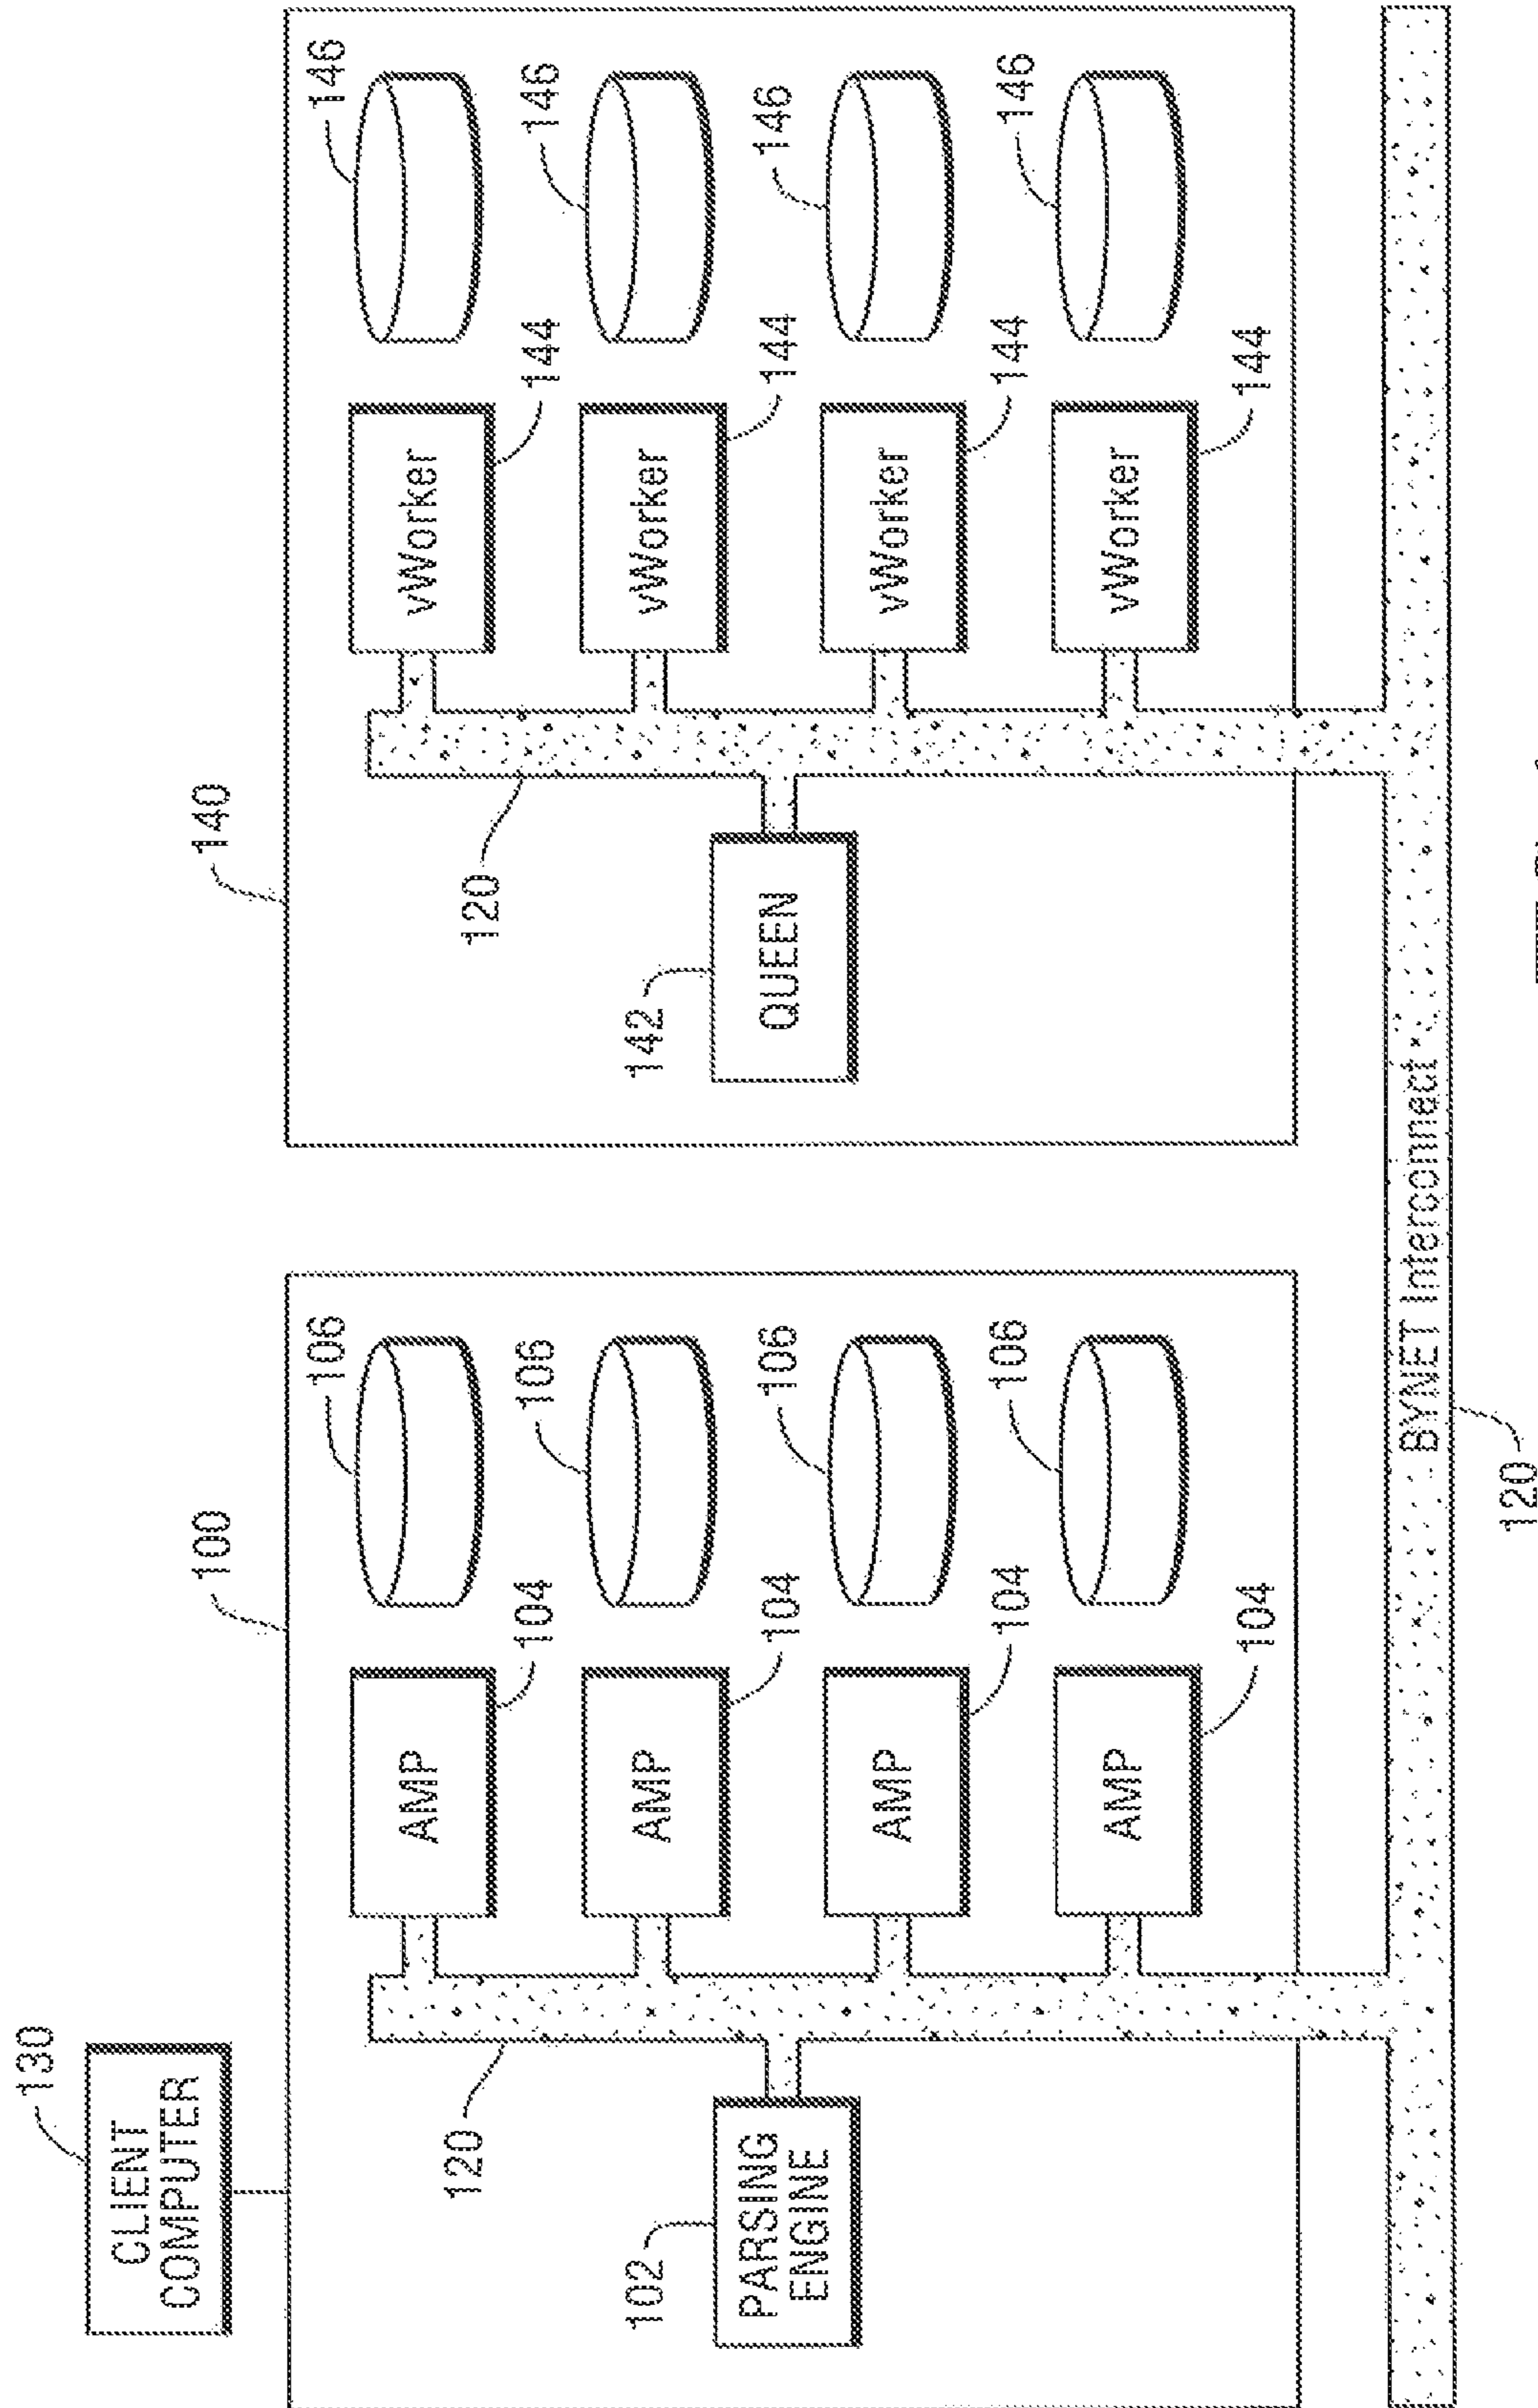 130
CLIENT
COMPUTER
100
140
106
106
106
106
104
104
104
104
AMP
AMP
AMP
AMP
120
102
PARSING
ENGINE
146
146
146
146
144
144
144
144
vWorker
vWorker
vWorker
vWorker
120
142
QUEEN
BYNET Interconnect
120